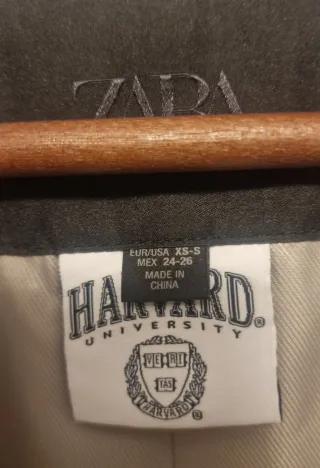 ZARA
EUR/USA XS-S
MEX 24-26
MADE IN
CHINA
HARVARD®
UNIVERSITY
VE RI
TAS
HARVARD ®